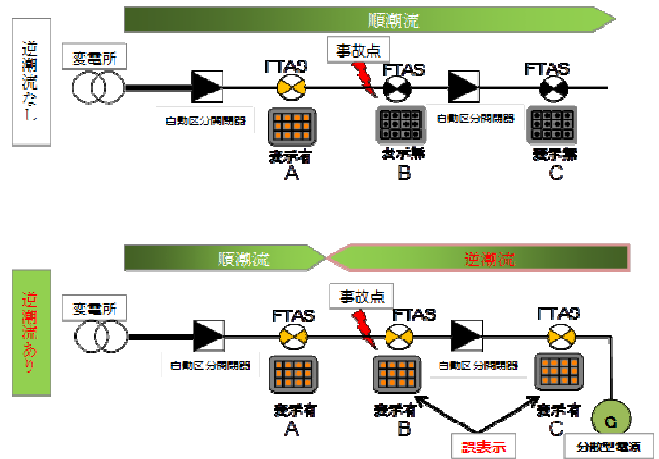 順潮流
逆潮流なし
変電所
事故点
FTAS
FTAS
FTAS
自動区分開閉器
自動区分開閉器
表示有
表示無
表示無
A
B
C
順潮流
逆潮流
逆潮流あり
変電所
事故点
FTAS
FTAS
FTAS
自動区分開閉器
自動区分開閉器
表示有
表示有
表示有
A
B
C
G
誤表示
分散型電源